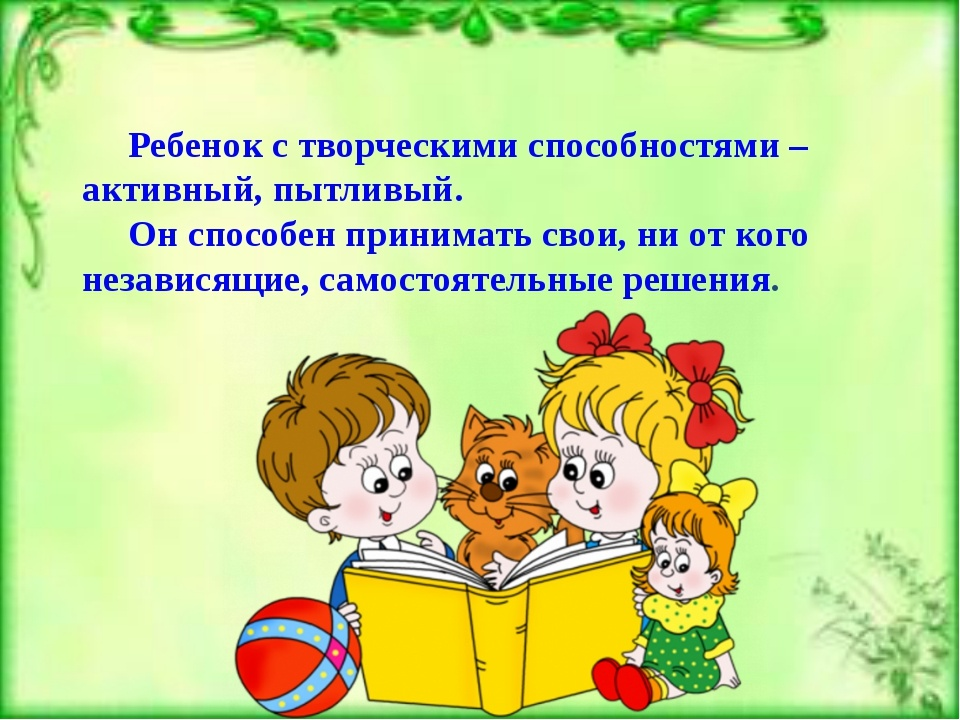 Ребенок с творческими способностями –
активный, пытливый.
Он способен принимать свои, ни от кого
независящие, самостоятельные решения.